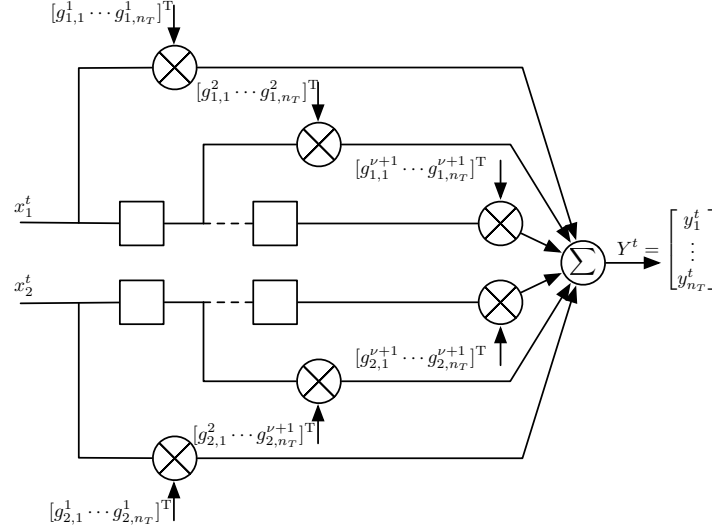 [g^1_{1,1} ⋯ g^1_{1,n_T}]^T
[g^2_{1,1} ⋯ g^2_{1,n_T}]^T
[g^{ν+1}_{1,1} ⋯ g^{ν+1}_{1,n_T}]^T
x^t_1
∑
Y^t = [y^t_1 ⋮ y^t_{n_T}]
x^t_2
[g^{ν+1}_{2,1} ⋯ g^{ν+1}_{2,n_T}]^T
[g^2_{2,1} ⋯ g^{ν+1}_{2,n_T}]^T
[g^1_{2,1} ⋯ g^1_{2,n_T}]^T